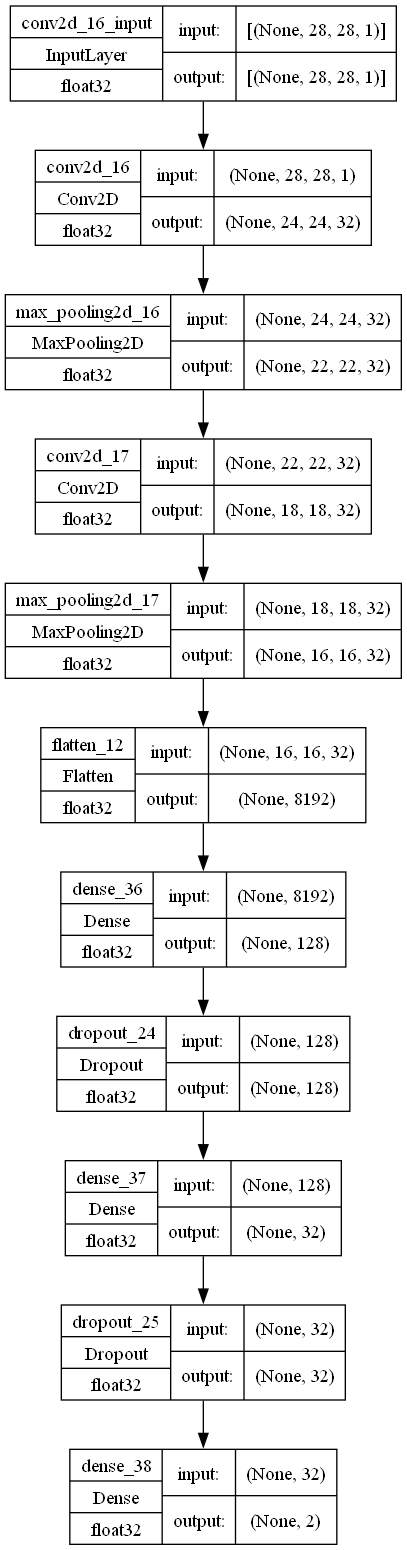 conv2d_16_input
InputLayer
float32
input:
[(None, 28, 28, 1)]
output:
[(None, 28, 28, 1)]
conv2d_16
Conv2D
float32
input:
(None, 28, 28, 1)
output:
(None, 24, 24, 32)
max_pooling2d_16
MaxPooling2D
float32
input:
(None, 24, 24, 32)
output:
(None, 22, 22, 32)
conv2d_17
Conv2D
float32
input:
(None, 22, 22, 32)
output:
(None, 18, 18, 32)
max_pooling2d_17
MaxPooling2D
float32
input:
(None, 18, 18, 32)
output:
(None, 16, 16, 32)
flatten_12
Flatten
float32
input:
(None, 16, 16, 32)
output:
(None, 8192)
dense_36
Dense
float32
input:
(None, 8192)
output:
(None, 128)
dropout_24
Dropout
float32
input:
(None, 128)
output:
(None, 128)
dense_37
Dense
float32
input:
(None, 128)
output:
(None, 32)
dropout_25
Dropout
float32
input:
(None, 32)
output:
(None, 32)
dense_38
Dense
float32
input:
(None, 32)
output:
(None, 2)